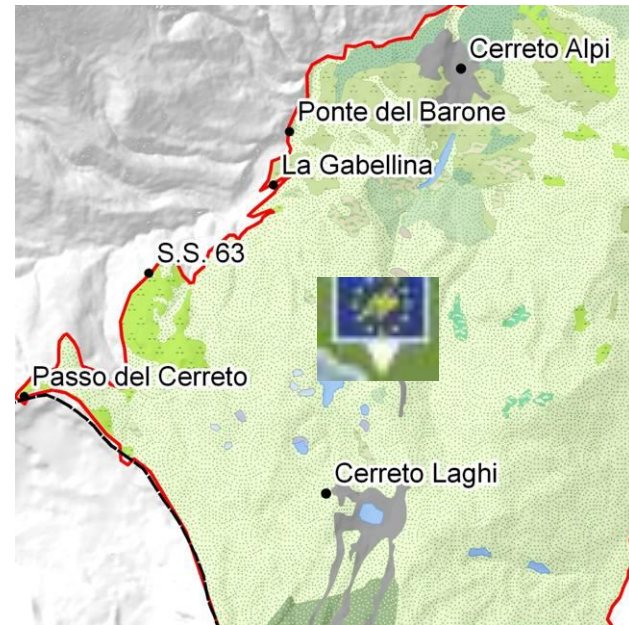 Cerreto Alpi
Ponte del Barone
La Gabellina
S.S. 63
Passo del Cerreto
Cerreto Laghi